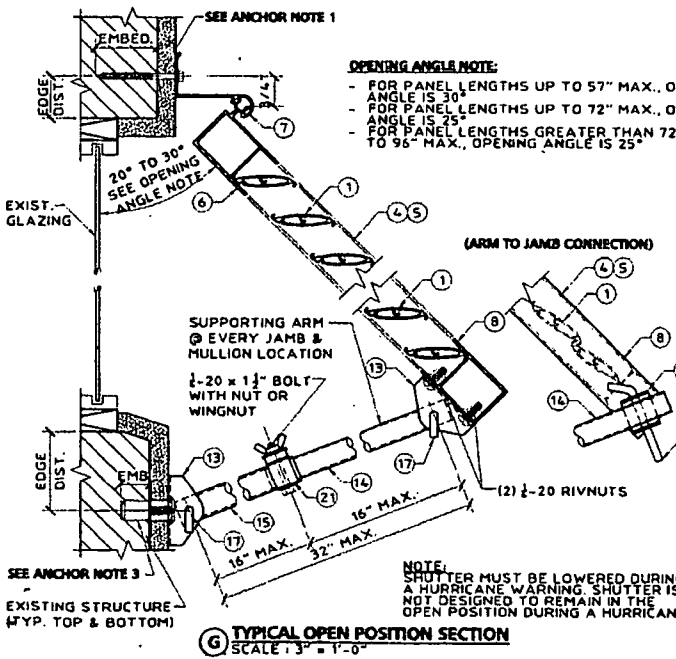 SEE ANCHOR NOTE 1
EMBED.
EDGE
DIST.
3/4"
7
OPENING ANGLE NOTE:
- FOR PANEL LENGTHS UP TO 57" MAX., O
ANGLE IS 30°
- FOR PANEL LENGTHS UP TO 72" MAX., O
ANGLE IS 25°
- FOR PANEL LENGTHS GREATER THAN 72
TO 96" MAX., OPENING ANGLE IS 25°
20° TO 30°
SEE OPENING
ANGLE NOTE
6
1
4 5
EXIST.
GLAZING
(ARM TO JAMB CONNECTION)
4 5
1
8
14
1
8
SUPPORTING ARM
@ EVERY JAMB &
MULLION LOCATION
13
-20 x 1 " BOLT
WITH NUT OR
WINGNUT
EDGE
DIST.
EMB
13
17
15
21
14
17
(2) -20 RIVNUTS
16" MAX.
16" MAX.
32" MAX.
SEE ANCHOR NOTE 3
EXISTING STRUCTURE
(TYP. TOP & BOTTOM)
NOTE:
SHUTTER MUST BE LOWERED DURING
A HURRICANE WARNING. SHUTTER IS
NOT DESIGNED TO REMAIN IN THE
OPEN POSITION DURING A HURRICAN
G TYPICAL OPEN POSITION SECTION
SCALE : 3" = 1'-0"